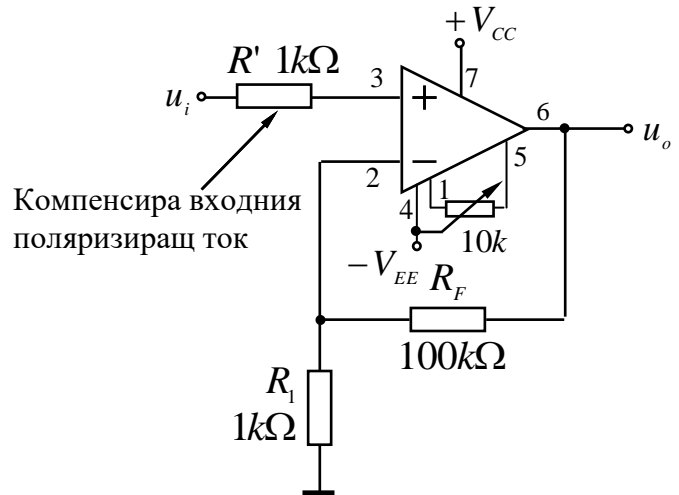 +V_CC
R' 1kΩ
3
7
u_i
+
6
u_o
−
2
5
1
4
Компенсира входния
поляризиращ ток
10k
−V_EE
R_F
100kΩ
R_1
1kΩ